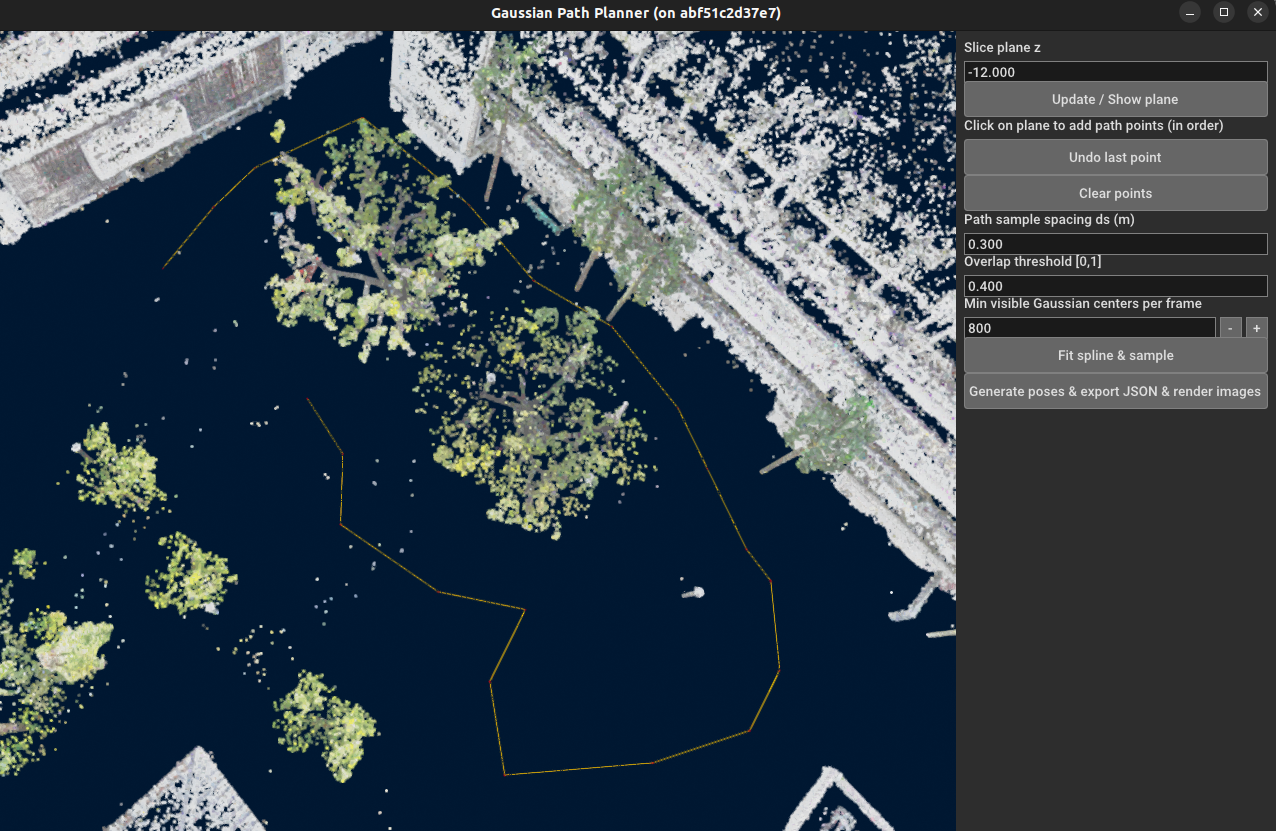 Gaussian Path Planner (on abf51c2d37e7)
Slice plane z
-12.000
Update / Show plane
Click on plane to add path points (in order)
Undo last point
Clear points
Path sample spacing ds (m)
0.300
Overlap threshold [0,1]
0.400
Min visible Gaussian centers per frame
800 - +
Fit spline & sample
Generate poses & export JSON & render images